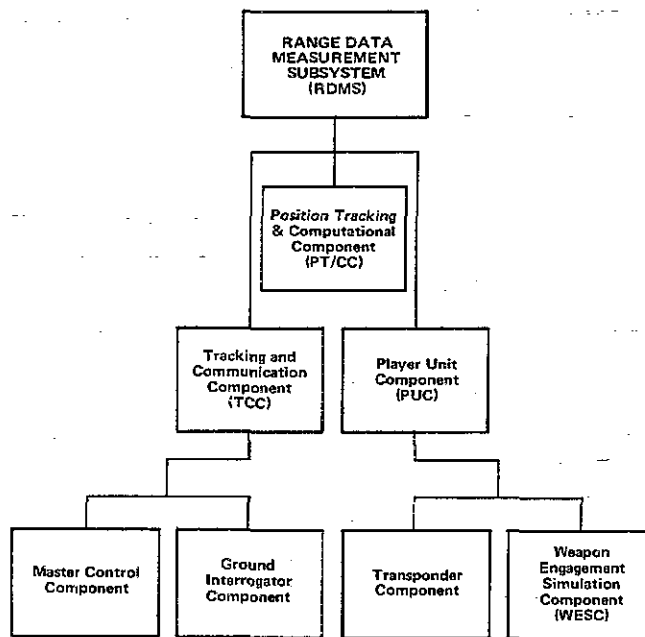 RANGE DATA
MEASUREMENT
SUBSYSTEM
(RDMS)
Position Tracking
& Computational
Component
(PT/CC)
Tracking and
Communication
Component
(TCC)
Player Unit
Component
(PUC)
Master Control
Component
Ground
Interrogator
Component
Transponder
Component
Weapon
Engagement
Simulation
Component
(WESC)